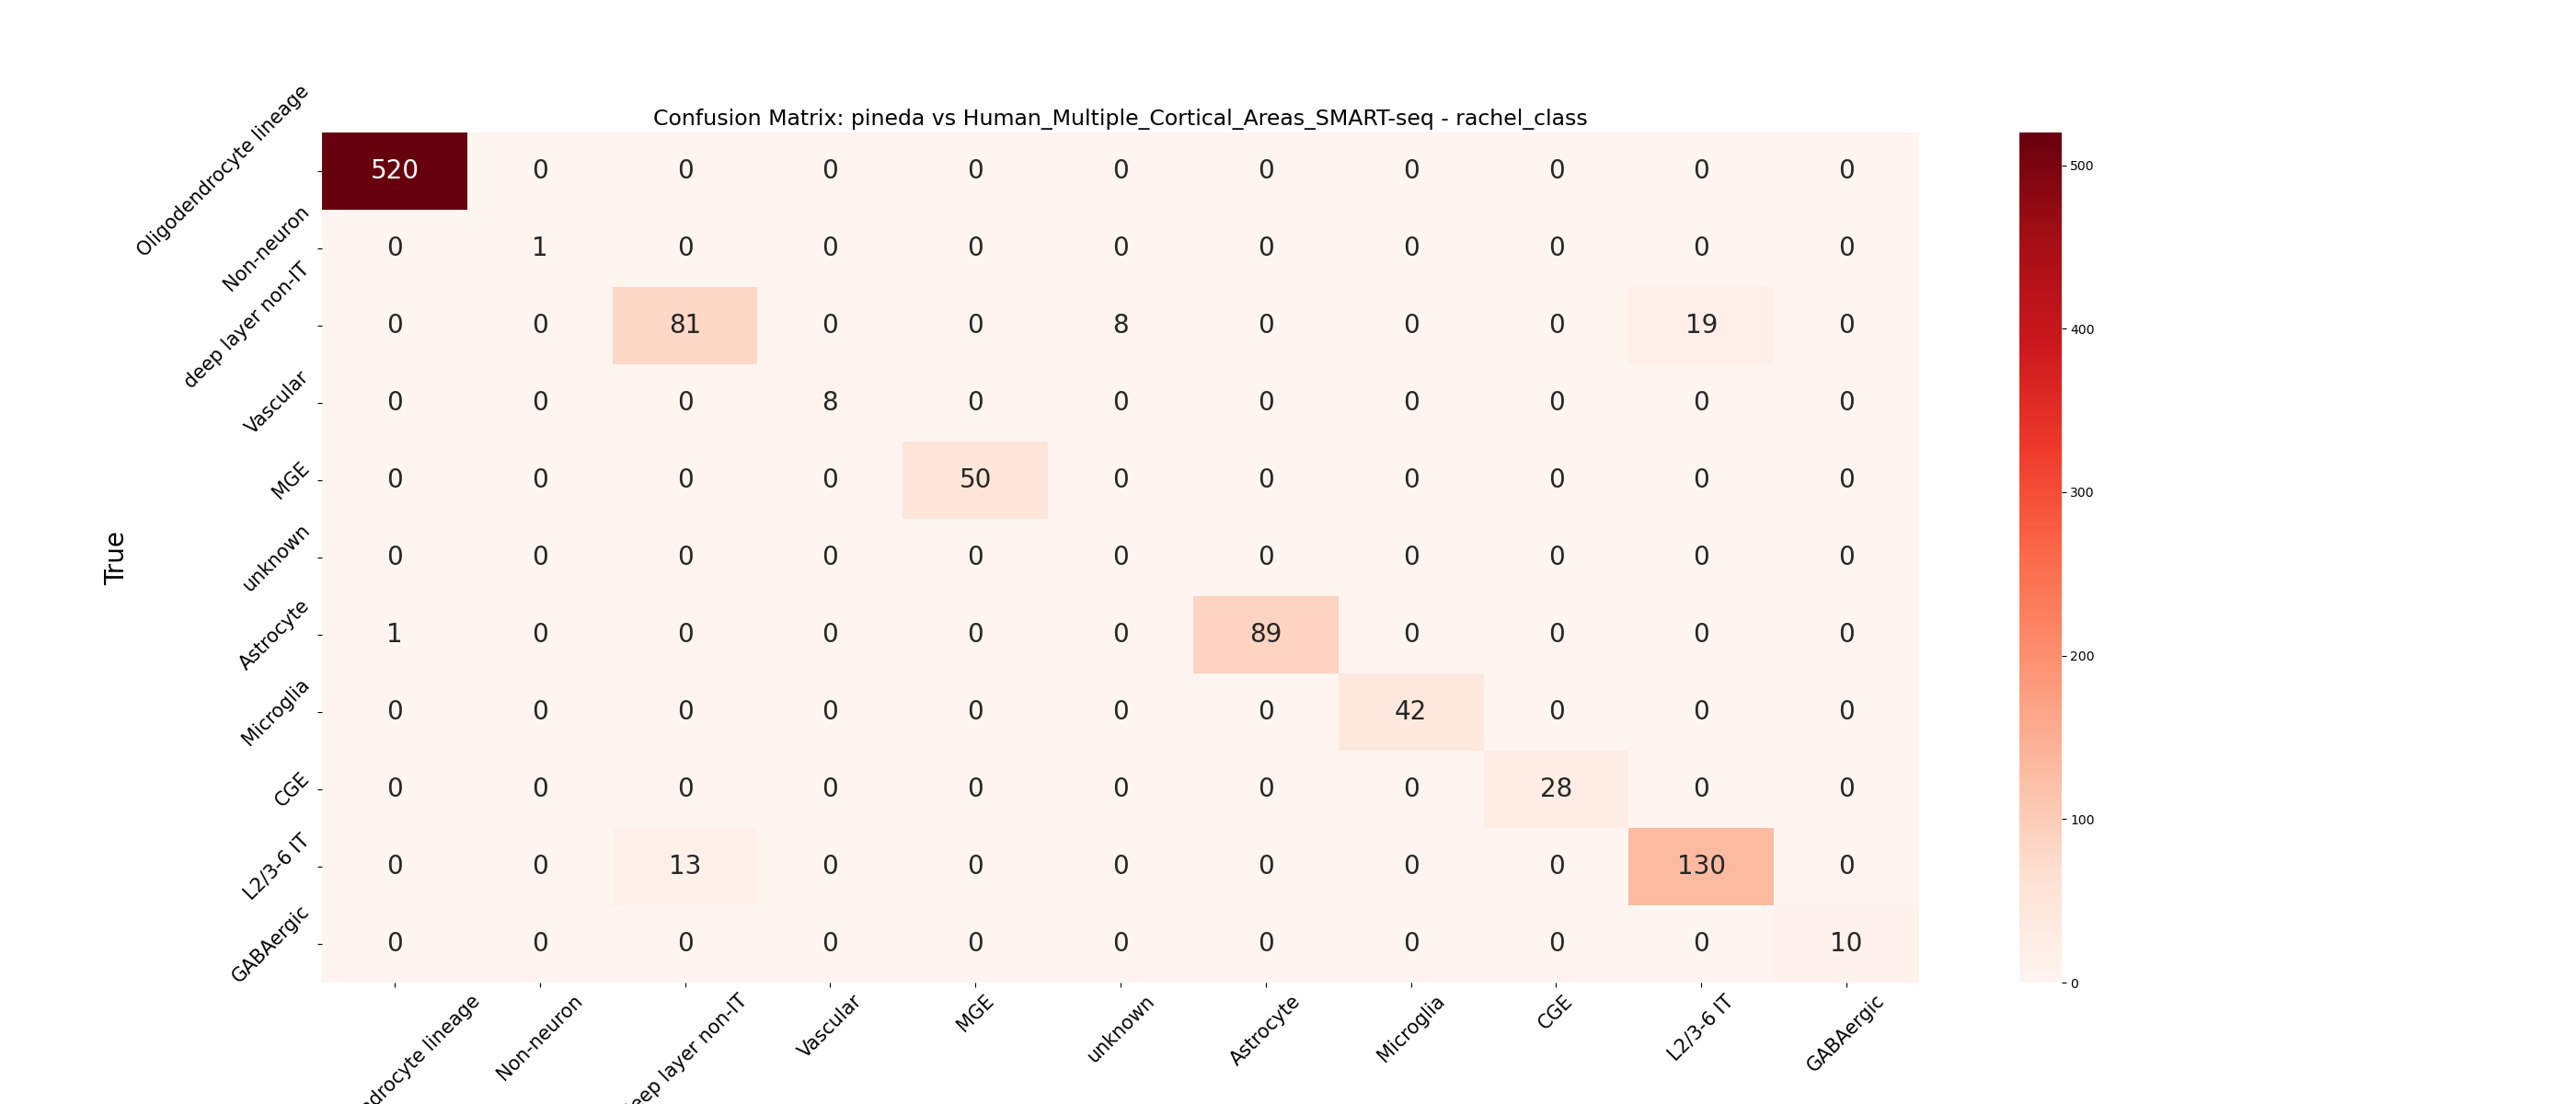 Confusion Matrix: pineda vs Human_Multiple_Cortical_Areas_SMART-seq - rachel_class
True
Oligodendrocyte lineage 520 0 0 0 0 0 0 0 0 0 0
Non-neuron 0 1 0 0 0 0 0 0 0 0 0
deep layer non-IT 0 0 81 0 0 8 0 0 0 19 0
Vascular 0 0 0 8 0 0 0 0 0 0 0
MGE 0 0 0 0 50 0 0 0 0 0 0
unknown 0 0 0 0 0 0 0 0 0 0 0
Astrocyte 1 0 0 0 0 0 89 0 0 0 0
Microglia 0 0 0 0 0 0 0 42 0 0 0
CGE 0 0 0 0 0 0 0 0 28 0 0
L2/3-6 IT 0 0 13 0 0 0 0 0 0 130 0
GABAergic 0 0 0 0 0 0 0 0 0 0 10
lineage
Non-neuron
layer non-IT
Vascular
MGE
unknown
Astrocyte
Microglia
CGE
L2/3-6 IT
GABAergic
500
400
300
200
100
0